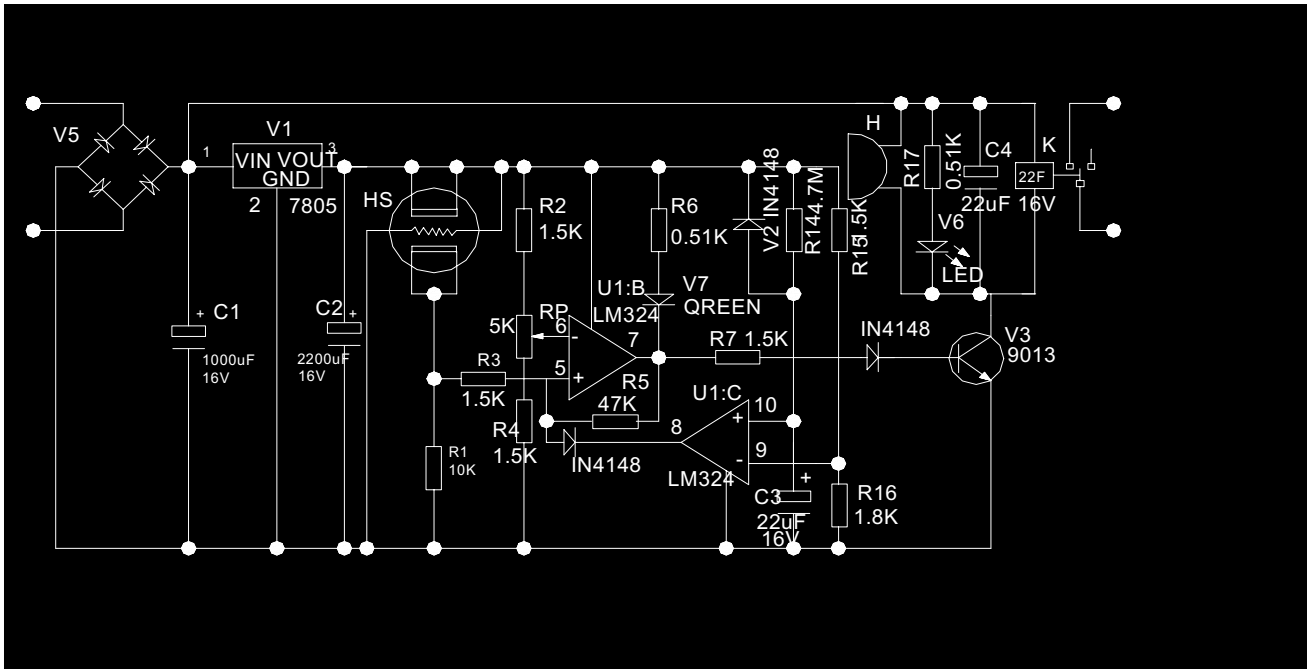 V5
1
V1
3
VIN VOUT
GND
2
7805
HS
C1
1000uF
16V
C2
2200uF
16V
R2
1.5K
RP
5K
6
5
U1:B
LM324
7
R6
0.51K
V7
QREEN
V2 IN4148
R14
4.7M
R15
1.5K
H
R17
0.51K
C4
22uF
16V
K
22F
V6
LED
R3
1.5K
R1
10K
R4
1.5K
R5
47K
IN4148
R7 1.5K
IN4148
V3
9013
U1:C
LM324
8
10
9
C3
22uF
16V
R16
1.8K